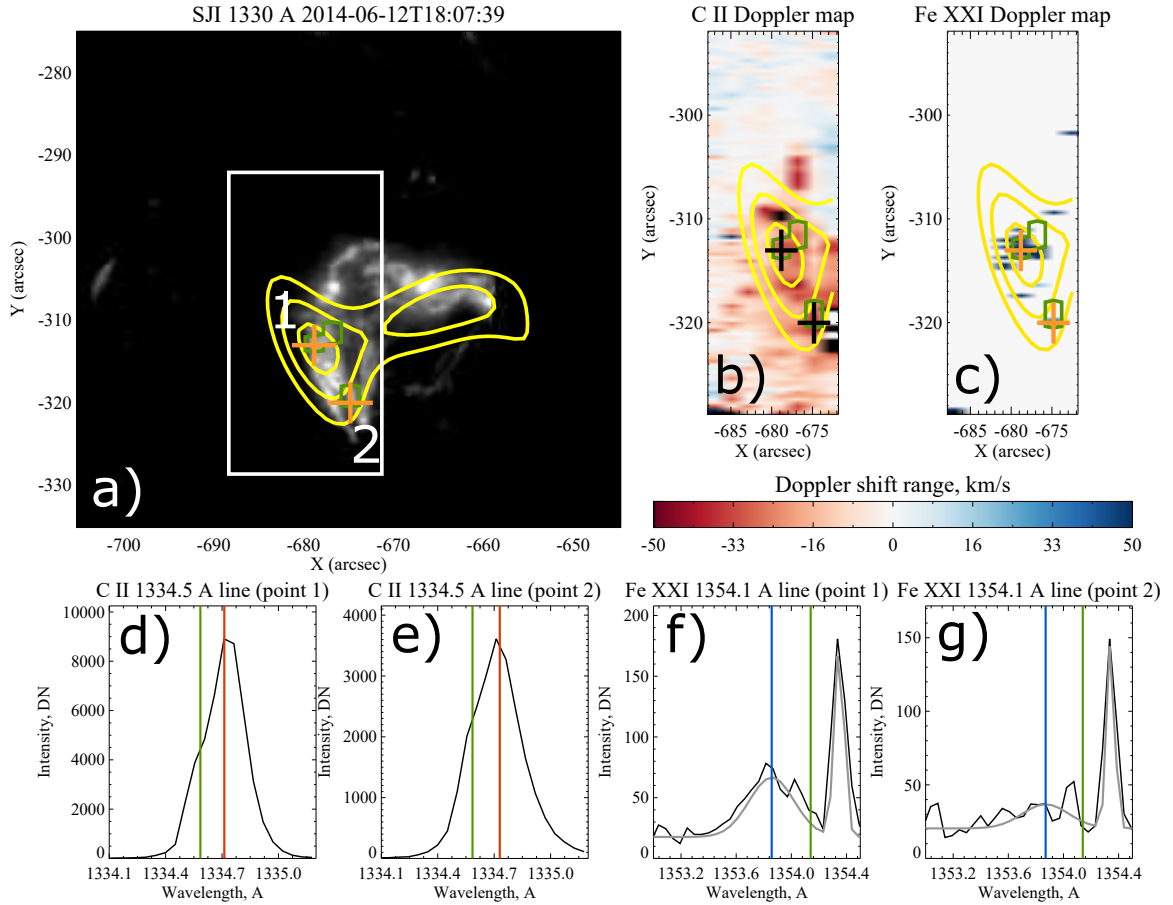 SJI 1330 A 2014-06-12T18:07:39
C II Doppler map
Fe XXI Doppler map
-280
-290
-300
-310
-320
-330
Y (arcsec)
1
2
a)
-700
-690
-680
-670
-660
-650
X (arcsec)
-300
-310
-320
Y (arcsec)
b)
-685 -680 -675
X (arcsec)
-300
-310
-320
Y (arcsec)
c)
-685 -680 -675
X (arcsec)
Doppler shift range, km/s
-50 -33 -16 0 16 33 50
C II 1334.5 A line (point 1)
10000
8000
6000
4000
2000
0
Intensity, DN
d)
1334.1 1334.4 1334.7 1335.0
Wavelength, A
C II 1334.5 A line (point 2)
4000
3000
2000
1000
0
Intensity, DN
e)
1334.1 1334.4 1334.7 1335.0
Wavelength, A
Fe XXI 1354.1 A line (point 1)
200
150
100
50
0
Intensity, DN
f)
1353.2 1353.6 1354.0 1354.4
Wavelength, A
Fe XXI 1354.1 A line (point 2)
150
100
50
0
Intensity, DN
g)
1353.2 1353.6 1354.0 1354.4
Wavelength, A